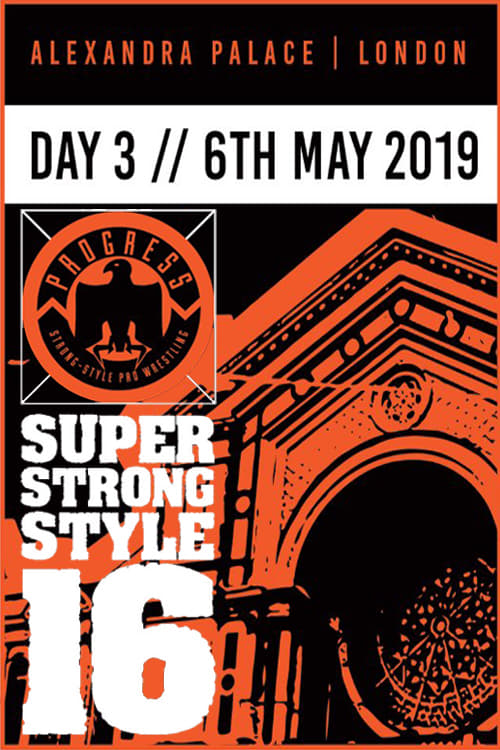 ALEXANDRA PALACE | LONDON
DAY 3 // 6TH MAY 2019
PROGRESS
STRONG-STYLE PRO WRESTLING
SUPER
STRONG
STYLE
16